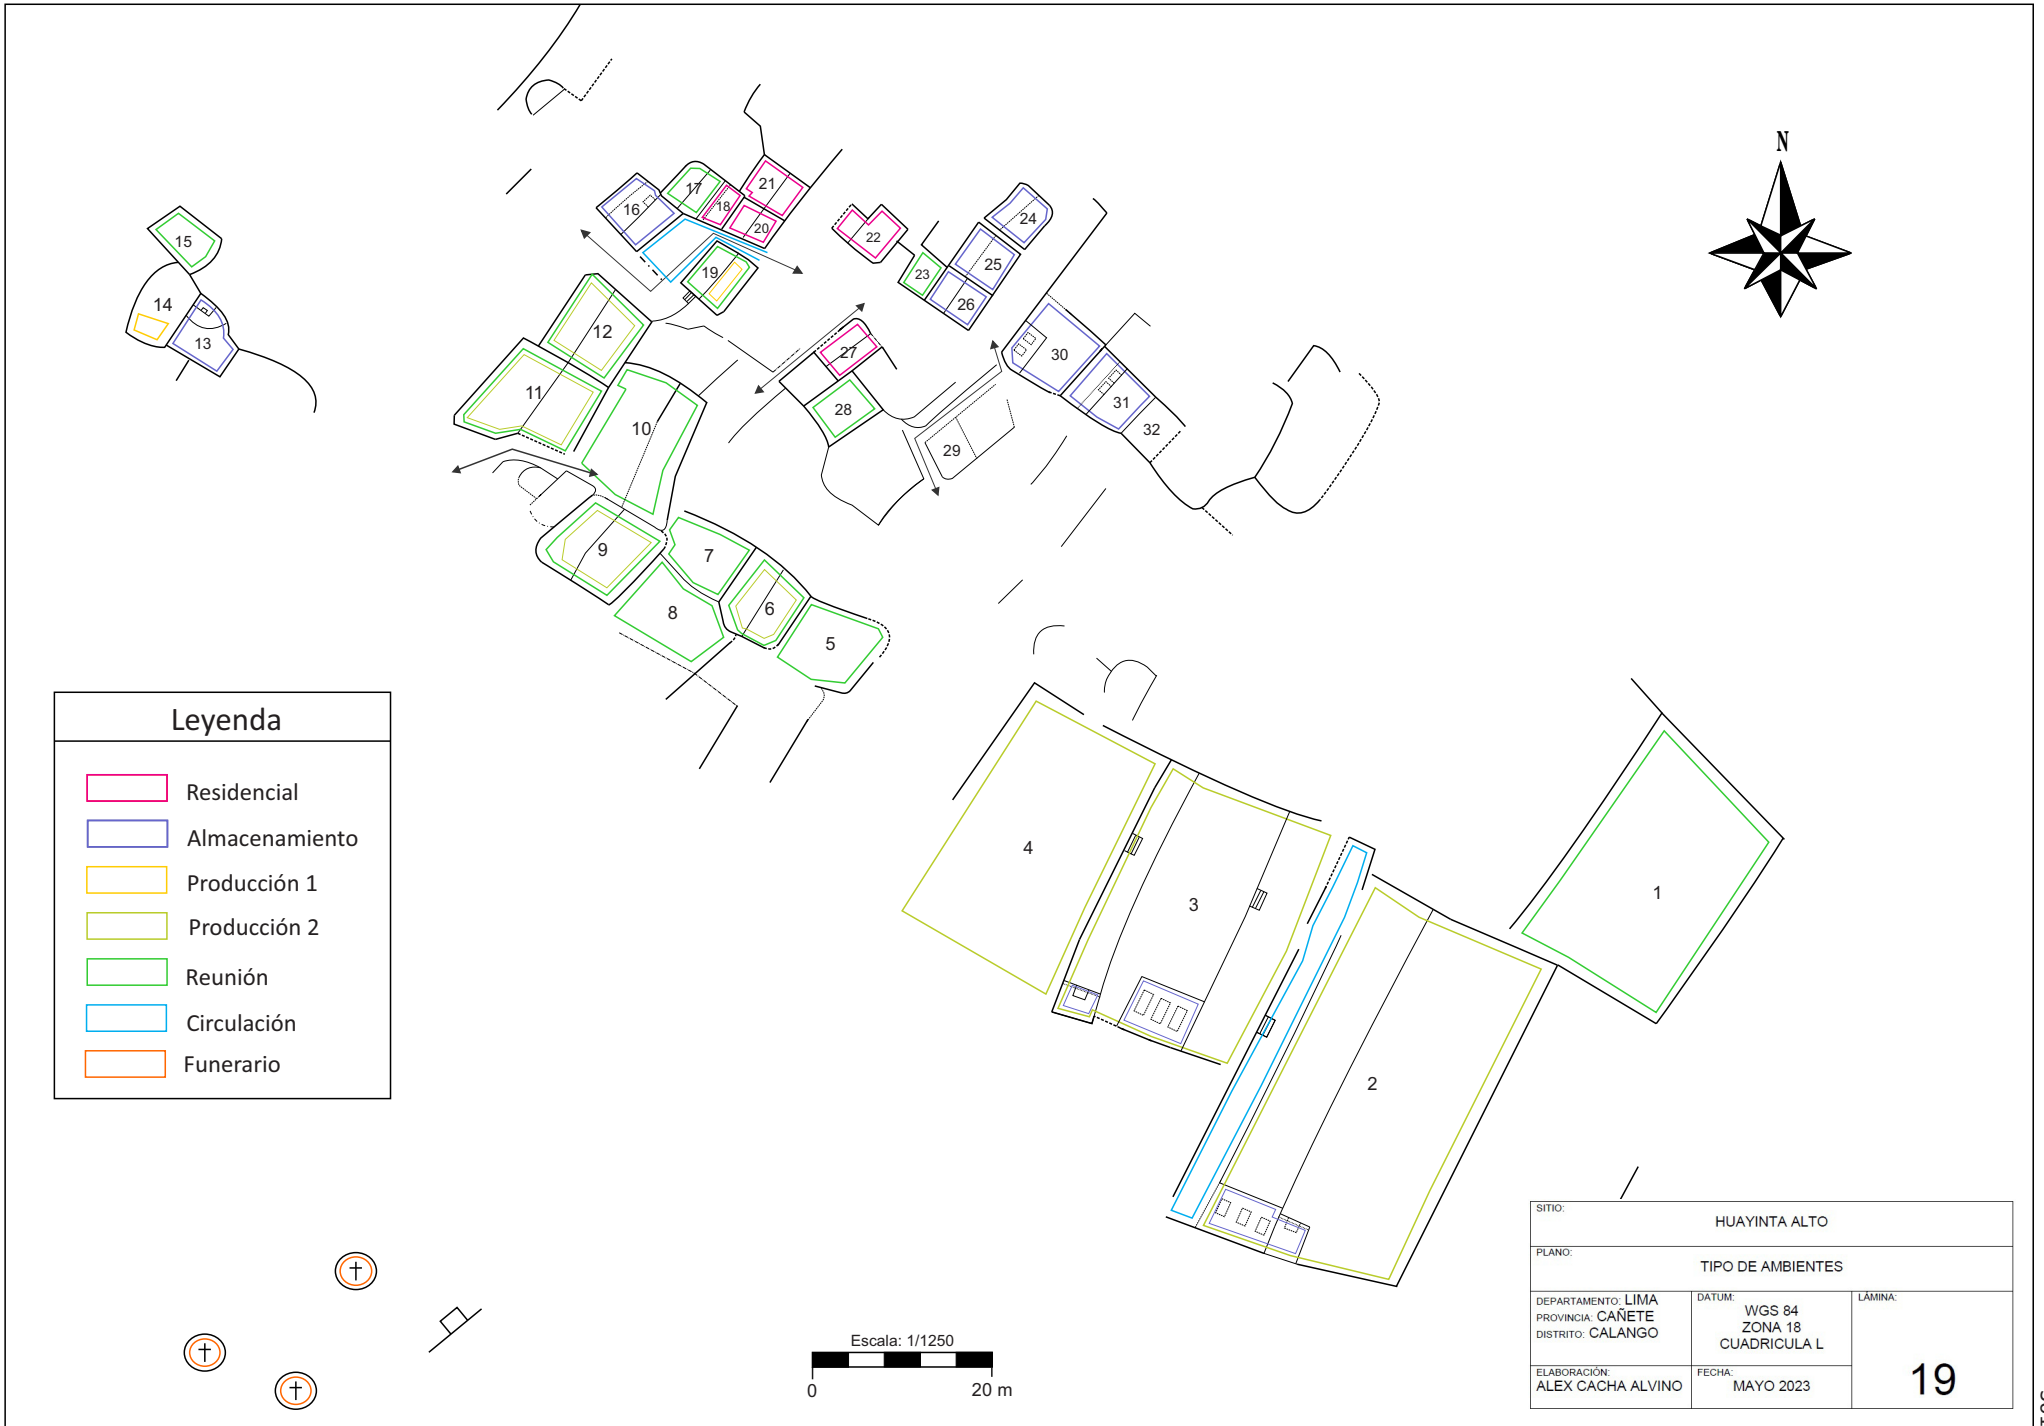 N
21
17
18
16
20
24
22
15
25
19
23
26
14
12
13
27
30
11
31
28
10
32
29
9
7
8
6
5
Leyenda
Residencial
Almacenamiento
Producción 1
Producción 2
Reunión
Circulación
Funerario
4
3
1
2
Escala: 1/1250
0 20 m
SITIO:
HUAYINTA ALTO
PLANO:
TIPO DE AMBIENTES
DEPARTAMENTO: LIMA
PROVINCIA: CAÑETE
DISTRITO: CALANGO
DATUM:
WGS 84
ZONA 18
CUADRICULA L
LÁMINA:
19
ELABORACIÓN:
ALEX CACHA ALVINO
FECHA:
MAYO 2023